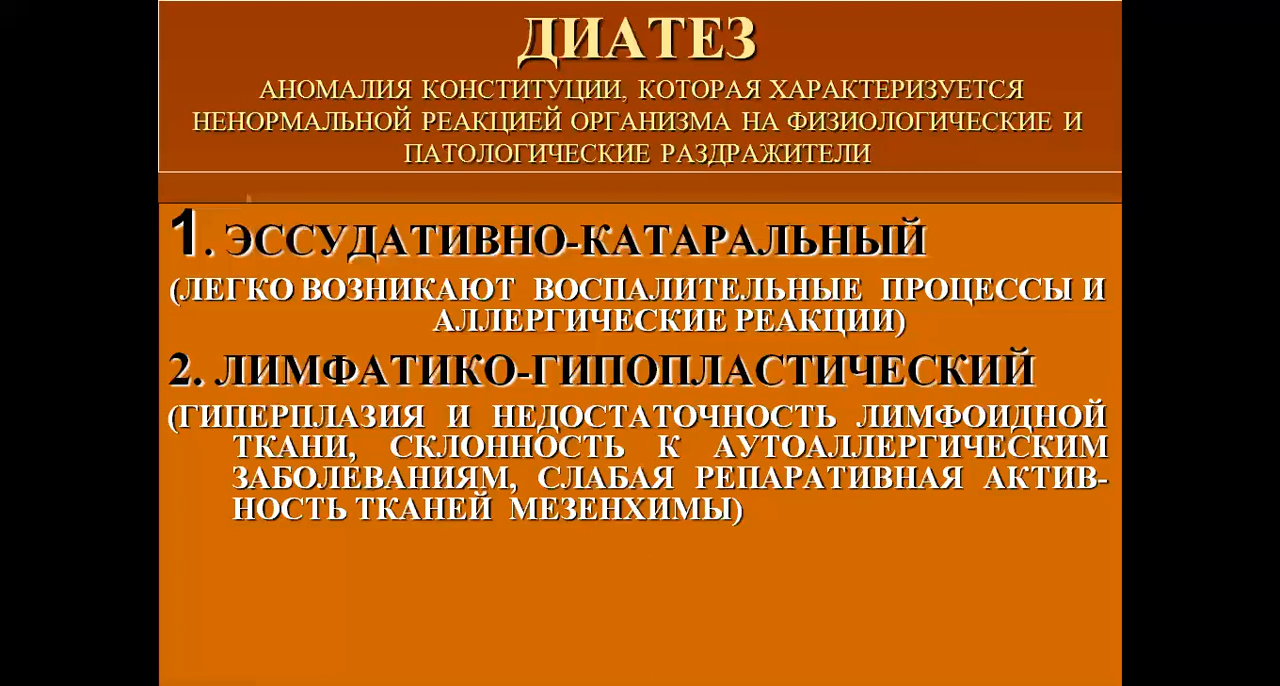 ДИАТЕЗ
АНОМАЛИЯ КОНСТИТУЦИИ, КОТОРАЯ ХАРАКТЕРИЗУЕТСЯ
НЕНОРМАЛЬНОЙ РЕАКЦИЕЙ ОРГАНИЗМА НА ФИЗИОЛОГИЧЕСКИЕ И
ПАТОЛОГИЧЕСКИЕ РАЗДРАЖИТЕЛИ
1. ЭССУДАТИВНО-КАТАРАЛЬНЫЙ
(ЛЕГКО ВОЗНИКАЮТ ВОСПАЛИТЕЛЬНЫЕ ПРОЦЕССЫ И
АЛЛЕРГИЧЕСКИЕ РЕАКЦИИ)
2. ЛИМФАТИКО-ГИПОПЛАСТИЧЕСКИЙ
(ГИПЕРПЛАЗИЯ И НЕДОСТАТОЧНОСТЬ ЛИМФОИДНОЙ
ТКАНИ, СКЛОННОСТЬ К АУТОАЛЛЕРГИЧЕСКИМ
ЗАБОЛЕВАНИЯМ, СЛАБАЯ РЕПАРАТИВНАЯ АКТИВ-
НОСТЬ ТКАНЕЙ МЕЗЕНХИМЫ)